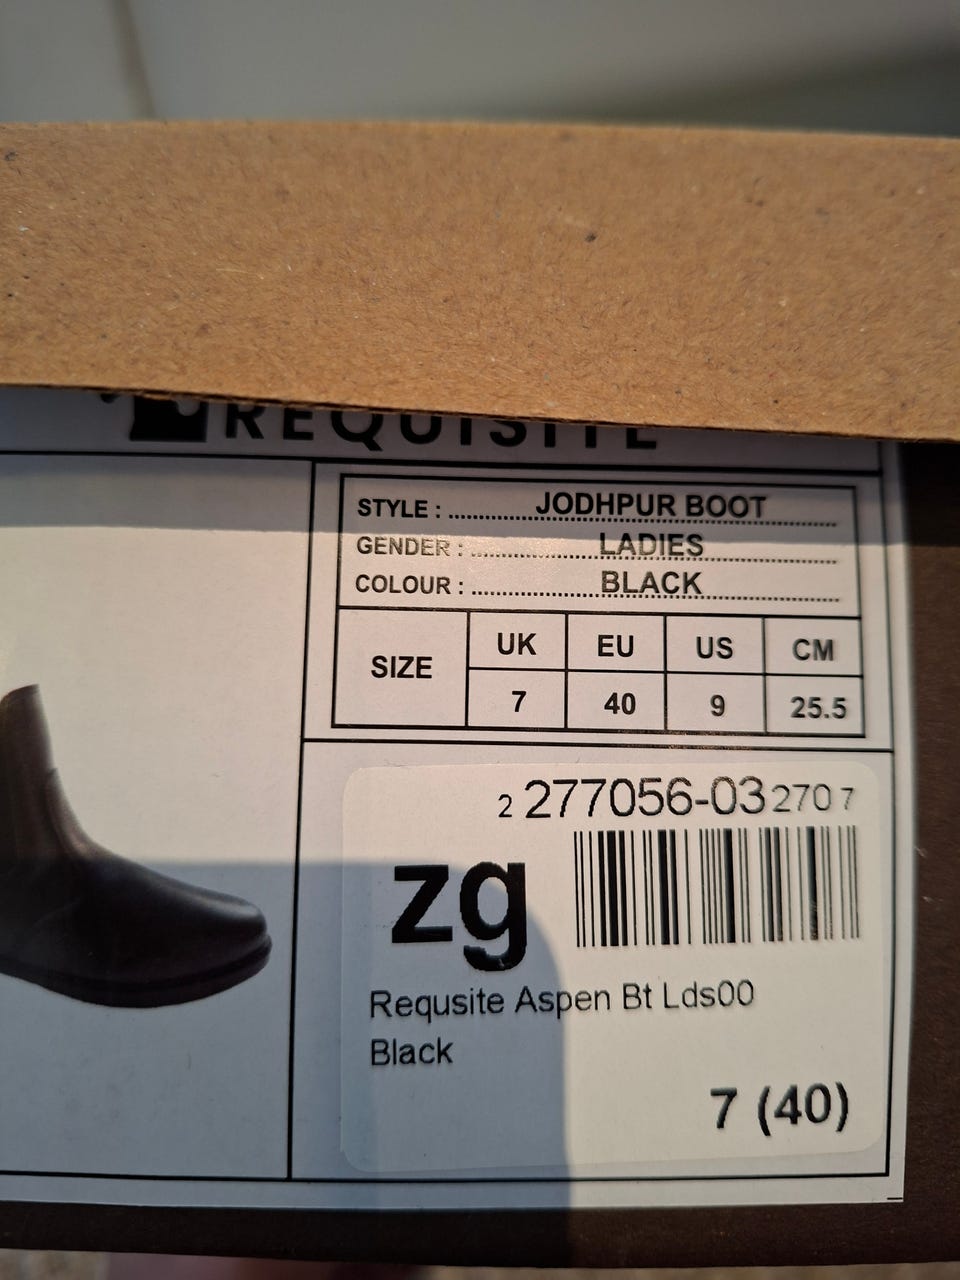 REQUISITE
STYLE : JODHPUR BOOT
GENDER : LADIES
COLOUR : BLACK
SIZE UK EU US CM
7 40 9 25.5
2 277056-03 270 7
zg
Requsite Aspen Bt Lds00
Black
7 (40)